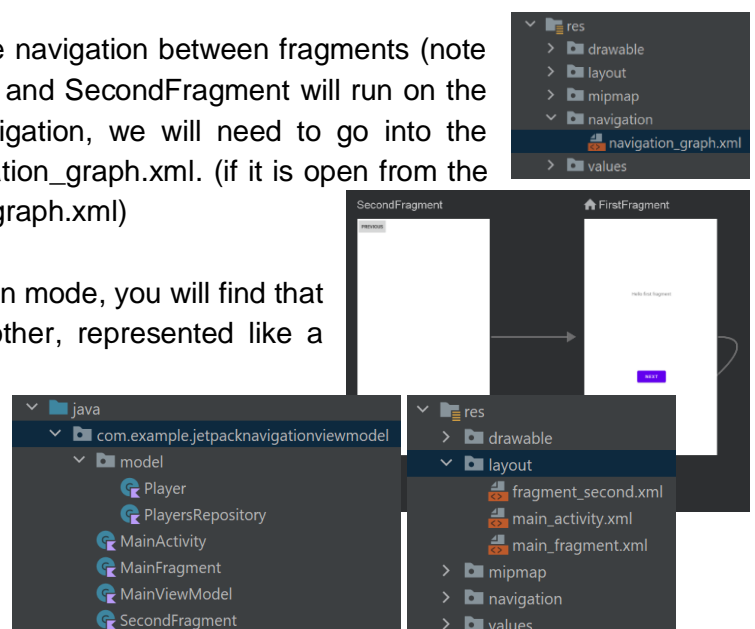 e navigation between fragments (note
and SecondFragment will run on the
igation, we will need to go into the
ation_graph.xml. (if it is open from the
graph.xml)
res
drawable
layout
mipmap
navigation
navigation_graph.xml
values
n mode, you will find that
other, represented like a
SecondFragment
PREVIOUS
FirstFragment
Hello first fragment
NEXT
java
com.example.jetpacknavigationviewmodel
model
Player
PlayersRepository
MainActivity
MainFragment
MainViewModel
SecondFragment
res
drawable
layout
fragment_second.xml
main_activity.xml
main_fragment.xml
mipmap
navigation
values